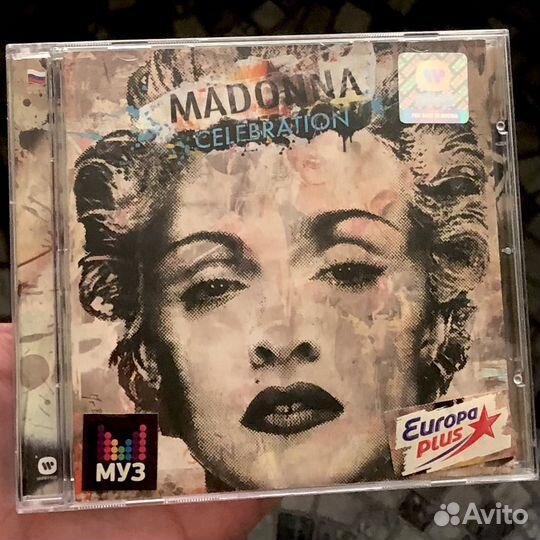 MADONNA
CELEBRATION
МУЗ
Europa
plus
Avito